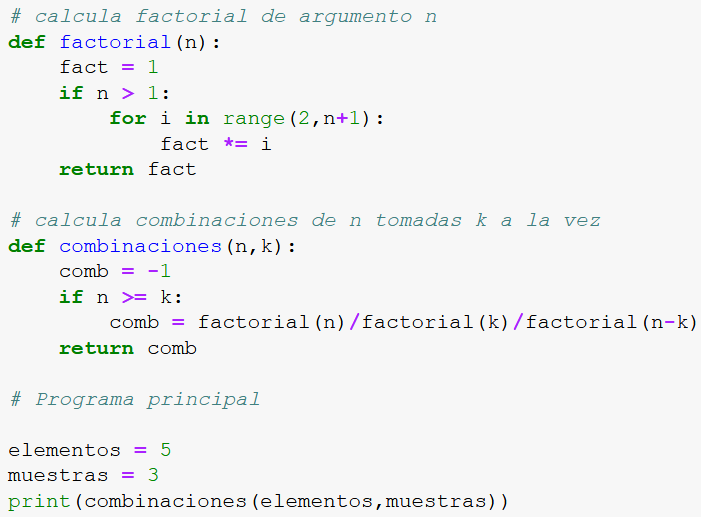 # calcula factorial de argumento n
def factorial(n):
    fact = 1
    if n > 1:
        for i in range(2,n+1):
            fact *= i
    return fact

# calcula combinaciones de n tomadas k a la vez
def combinaciones(n,k):
    comb = -1
    if n >= k:
        comb = factorial(n)/factorial(k)/factorial(n-k)
    return comb

# Programa principal

elementos = 5
muestras = 3
print(combinaciones(elementos,muestras))